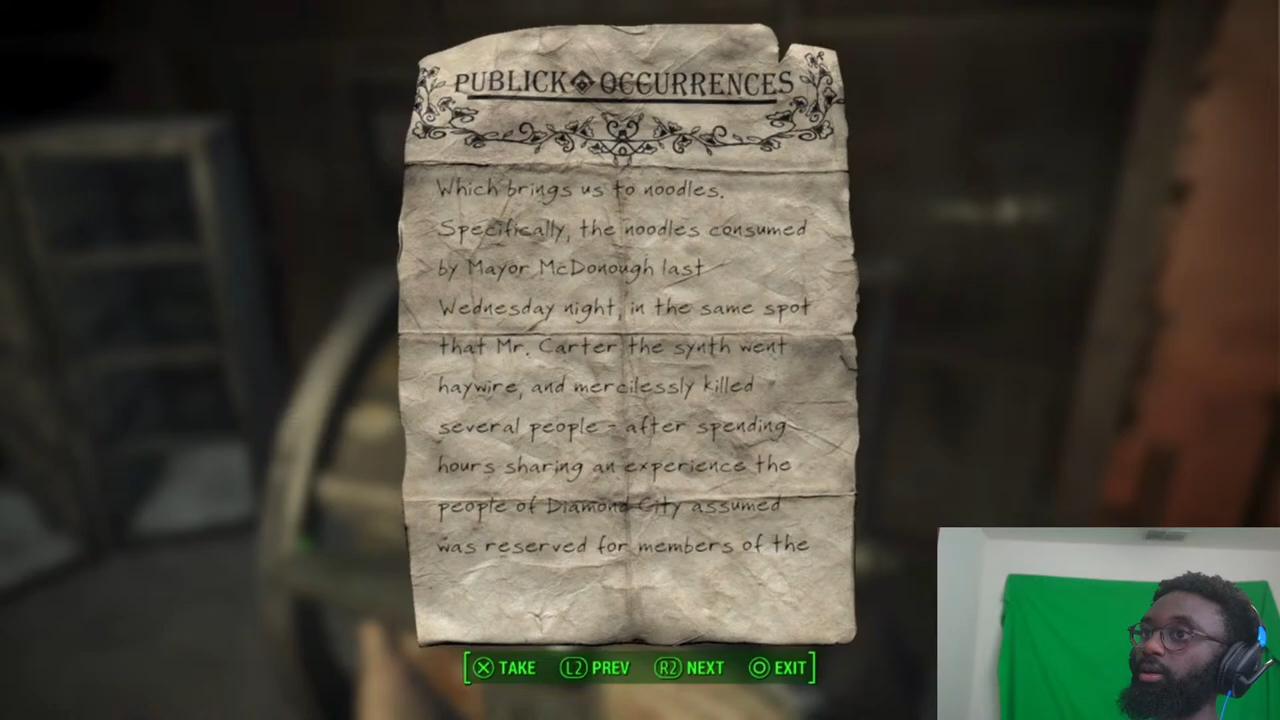 PUBLICK OCCURRENCES
Which brings us to noodles.
Specifically, the noodles consumed
by Mayor McDonough last
Wednesday night, in the same spot
that Mr. Carter the synth went
haywire, and mercilessly killed
several people - after spending
hours sharing an experience the
people of Diamond City assumed
was reserved for members of the
X TAKE L2 PREV R2 NEXT O EXIT